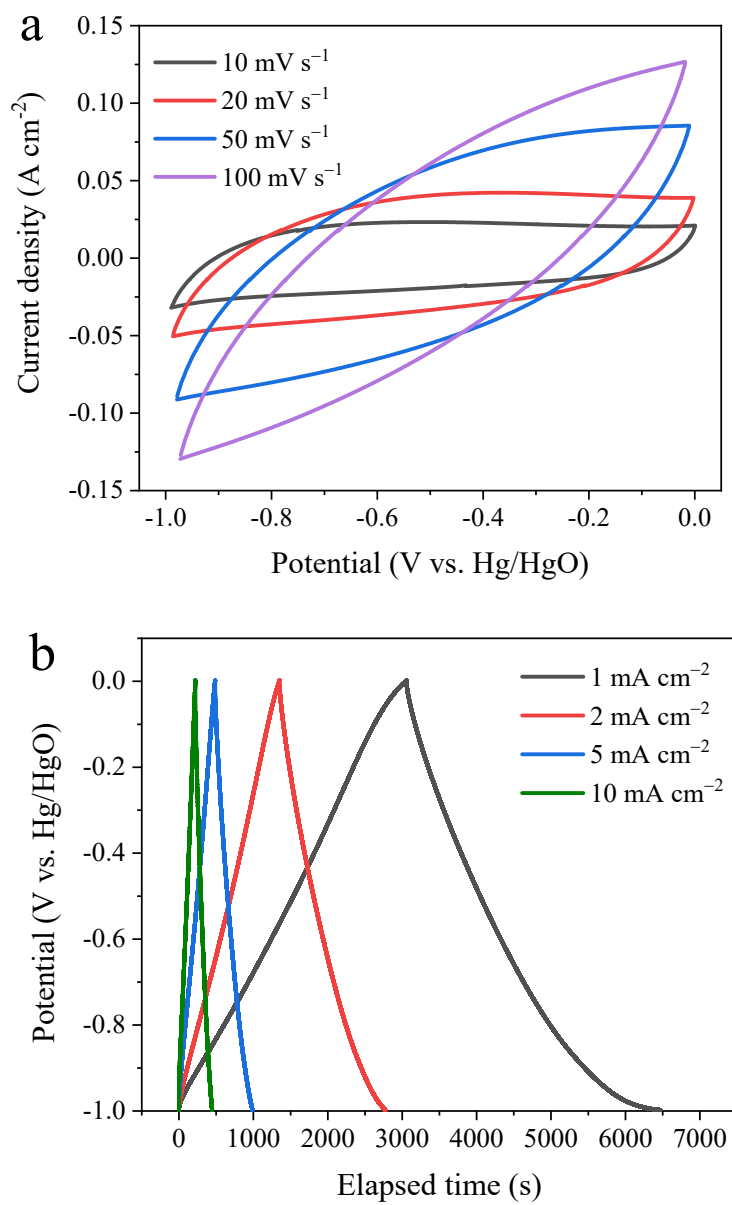 a
10 mV s⁻¹
20 mV s⁻¹
50 mV s⁻¹
100 mV s⁻¹
0.15
0.10
0.05
0.00
-0.05
-0.10
-0.15
Current density (A cm⁻²)
-1.0 -0.8 -0.6 -0.4 -0.2 0.0
Potential (V vs. Hg/HgO)
b
1 mA cm⁻²
2 mA cm⁻²
5 mA cm⁻²
10 mA cm⁻²
0.0
-0.2
-0.4
-0.6
-0.8
-1.0
Potential (V vs. Hg/HgO)
0 1000 2000 3000 4000 5000 6000 7000
Elapsed time (s)